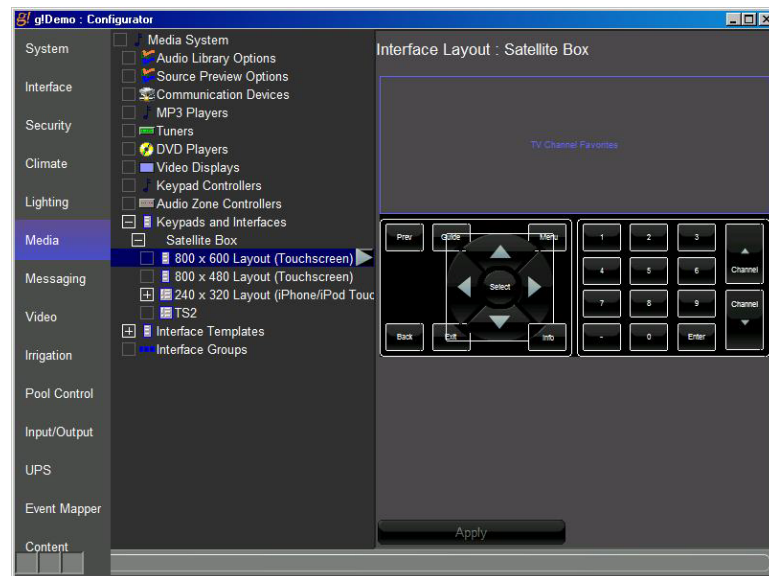 g! g!Demo : Configurator
System
Interface
Security
Climate
Lighting
Media
Messaging
Video
Irrigation
Pool Control
Input/Output
UPS
Event Mapper
Content
Media System
Audio Library Options
Source Preview Options
Communication Devices
MP3 Players
Tuners
DVD Players
Video Displays
Keypad Controllers
Audio Zone Controllers
Keypads and Interfaces
Satellite Box
800 x 600 Layout (Touchscreen)
800 x 480 Layout (Touchscreen)
240 x 320 Layout (iPhone/iPod Touc
TS2
Interface Templates
Interface Groups
Interface Layout : Satellite Box
TV Channel Favorites
Prev Guide Menu
Select
Back Exit Info
1 2 3
4 5 6
7 8 9
- 0 Enter
Channel
Channel
Apply